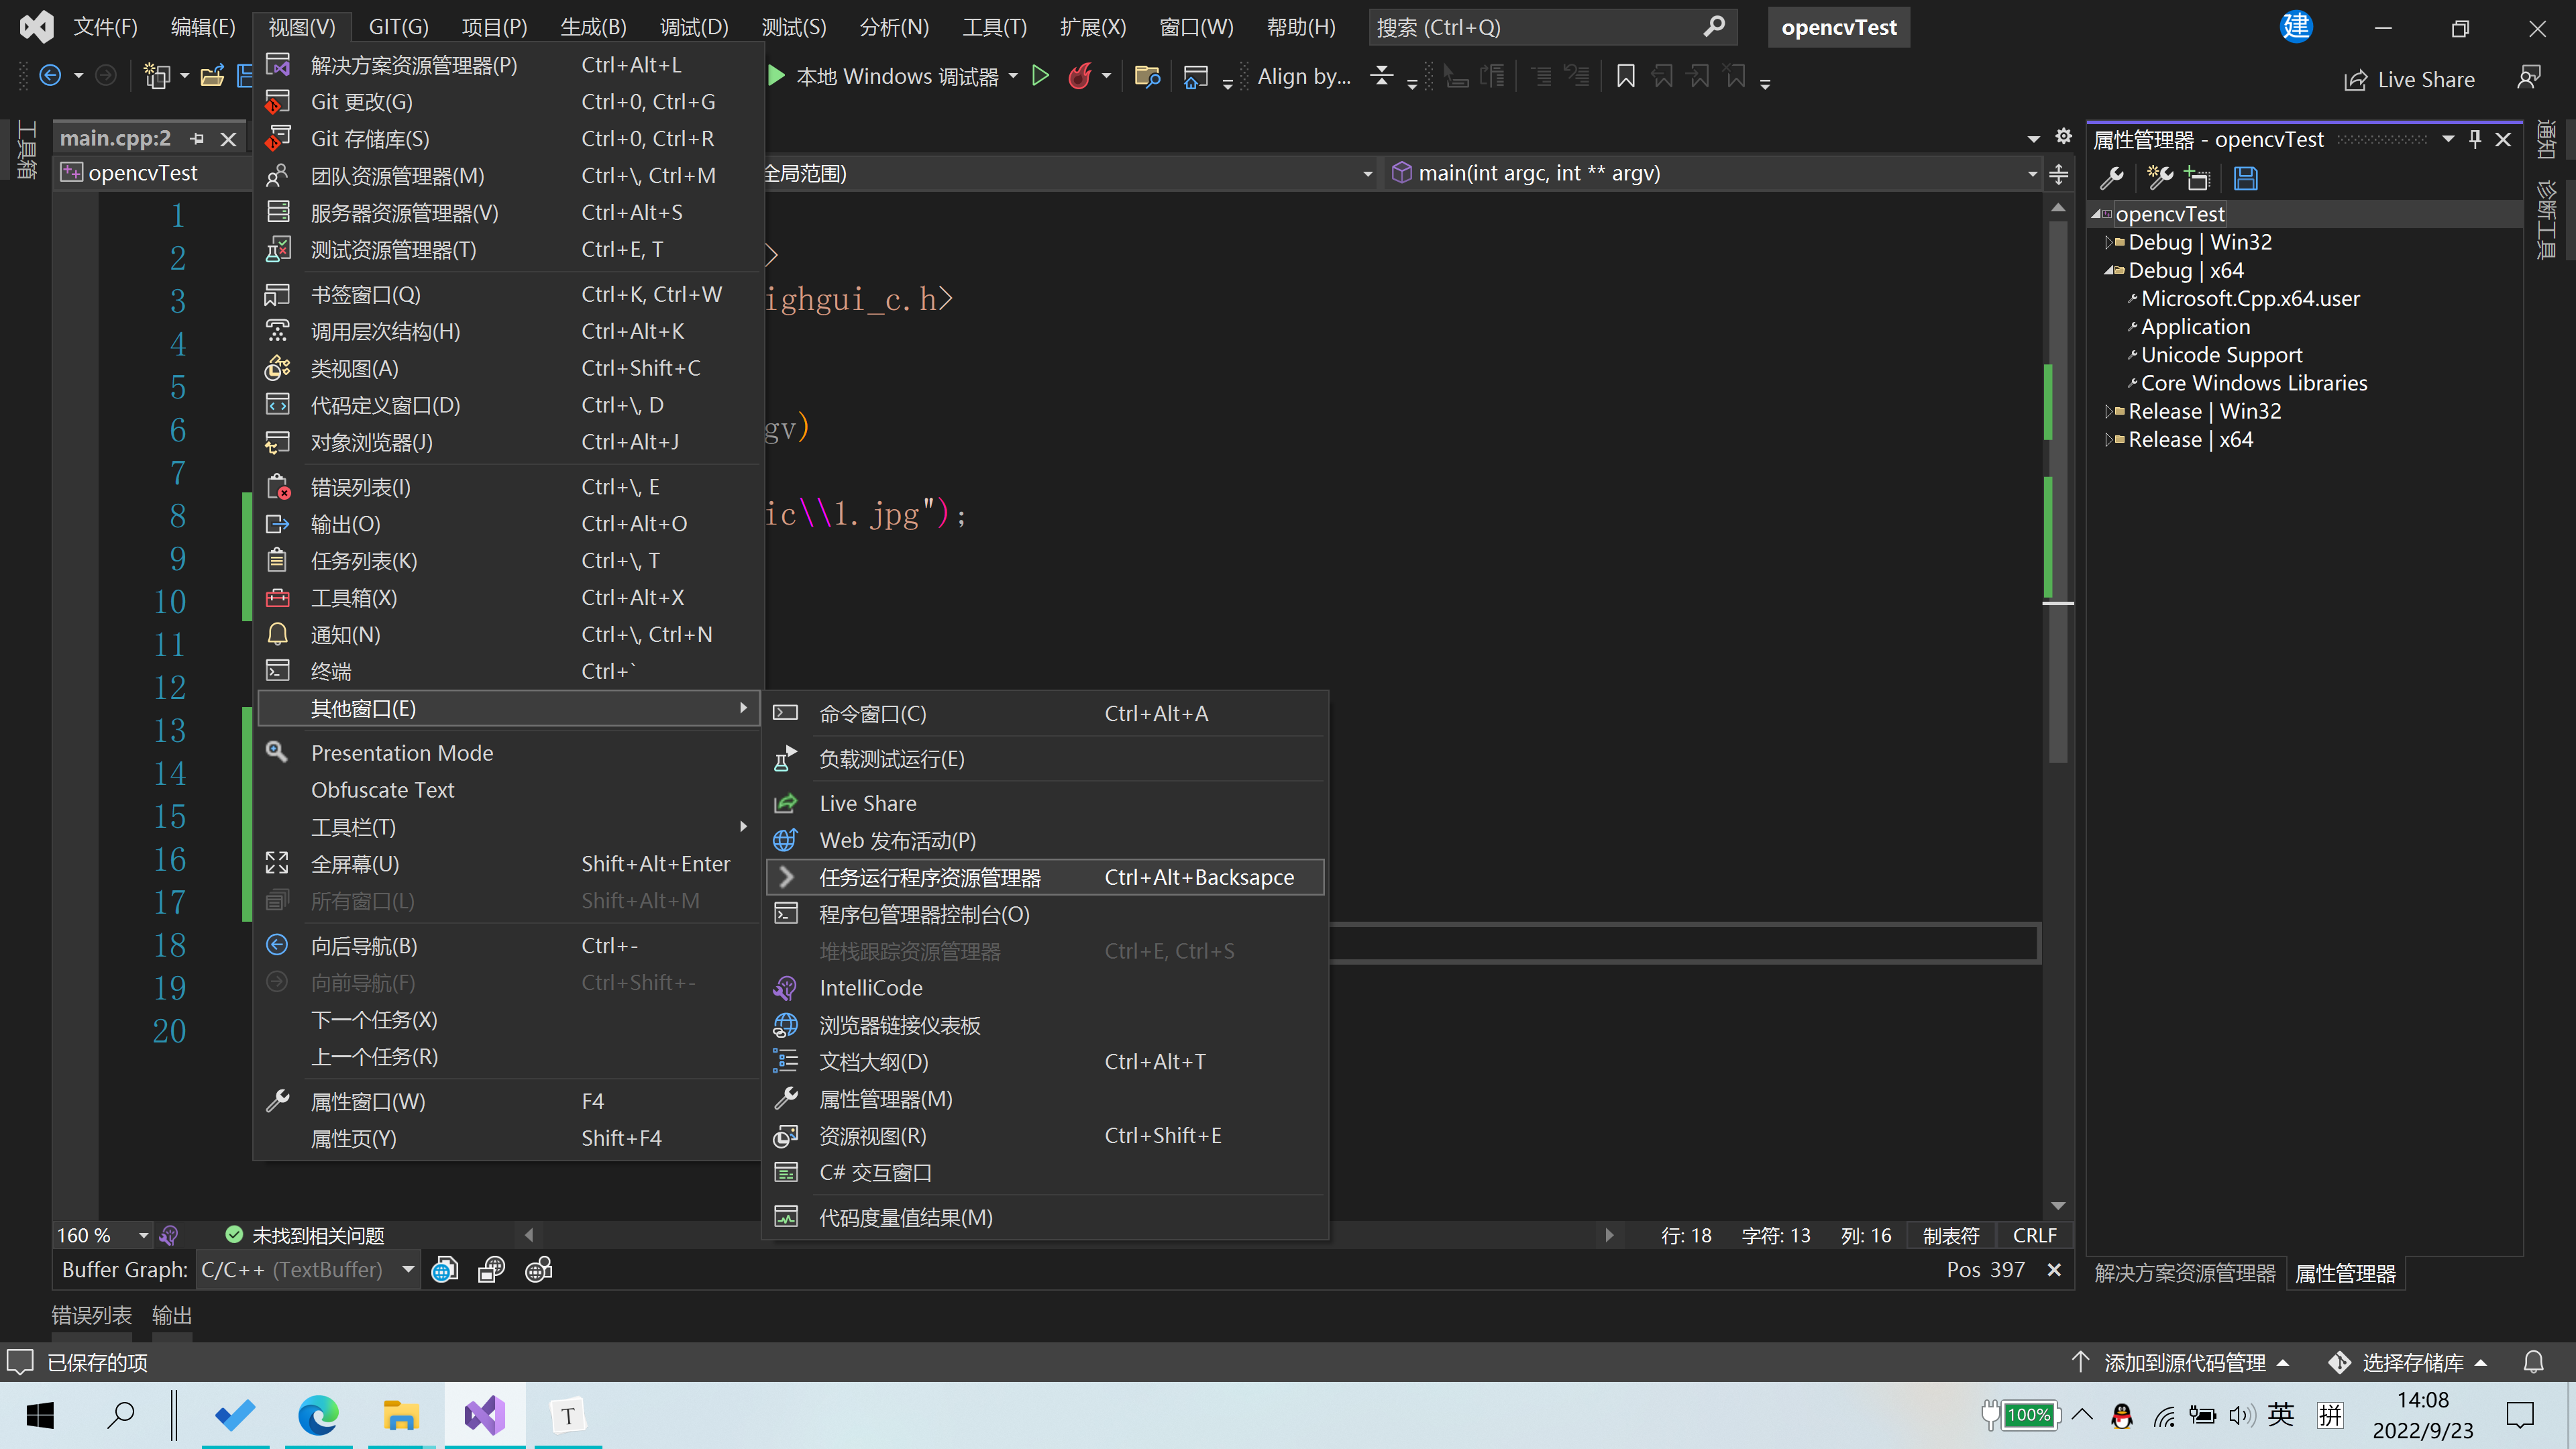 文件(F) 编辑(E) 视图(V) GIT(G) 项目(P) 生成(B) 调试(D) 测试(S) 分析(N) 工具(T) 扩展(X) 窗口(W) 帮助(H) 搜索 (Ctrl+Q) opencvTest 建
本地 Windows 调试器 Align by... Live Share
工具箱
main.cpp:2
opencvTest
全局范围) main(int argc, int ** argv)
1
2 >
3 ighgui_c.h>
4
5
6 gv)
7
8 ic\\1.jpg");
9
10
11
12
13
14
15
16
17
18
19
20
解决方案资源管理器(P) Ctrl+Alt+L
Git 更改(G) Ctrl+0, Ctrl+G
Git 存储库(S) Ctrl+0, Ctrl+R
团队资源管理器(M) Ctrl+\, Ctrl+M
服务器资源管理器(V) Ctrl+Alt+S
测试资源管理器(T) Ctrl+E, T
书签窗口(Q) Ctrl+K, Ctrl+W
调用层次结构(H) Ctrl+Alt+K
类视图(A) Ctrl+Shift+C
代码定义窗口(D) Ctrl+\, D
对象浏览器(J) Ctrl+Alt+J
错误列表(I) Ctrl+\, E
输出(O) Ctrl+Alt+O
任务列表(K) Ctrl+\, T
工具箱(X) Ctrl+Alt+X
通知(N) Ctrl+\, Ctrl+N
终端 Ctrl+`
其他窗口(E)
Presentation Mode
Obfuscate Text
工具栏(T)
全屏幕(U) Shift+Alt+Enter
所有窗口(L) Shift+Alt+M
向后导航(B) Ctrl+-
向前导航(F) Ctrl+Shift+-
下一个任务(X)
上一个任务(R)
属性窗口(W) F4
属性页(Y) Shift+F4
命令窗口(C) Ctrl+Alt+A
负载测试运行(E)
Live Share
Web 发布活动(P)
任务运行程序资源管理器 Ctrl+Alt+Backsapce
程序包管理器控制台(O)
堆栈跟踪资源管理器 Ctrl+E, Ctrl+S
IntelliCode
浏览器链接仪表板
文档大纲(D) Ctrl+Alt+T
属性管理器(M)
资源视图(R) Ctrl+Shift+E
C# 交互窗口
代码度量值结果(M)
属性管理器 - opencvTest
opencvTest
Debug | Win32
Debug | x64
Microsoft.Cpp.x64.user
Application
Unicode Support
Core Windows Libraries
Release | Win32
Release | x64
通知
诊断工具
160 % 未找到相关问题 行: 18 字符: 13 列: 16 制表符 CRLF
Buffer Graph: C/C++ (TextBuffer) Pos 397
解决方案资源管理器 属性管理器
错误列表 输出
已保存的项 添加到源代码管理 选择存储库
T 100% 英 拼 14:08
2022/9/23